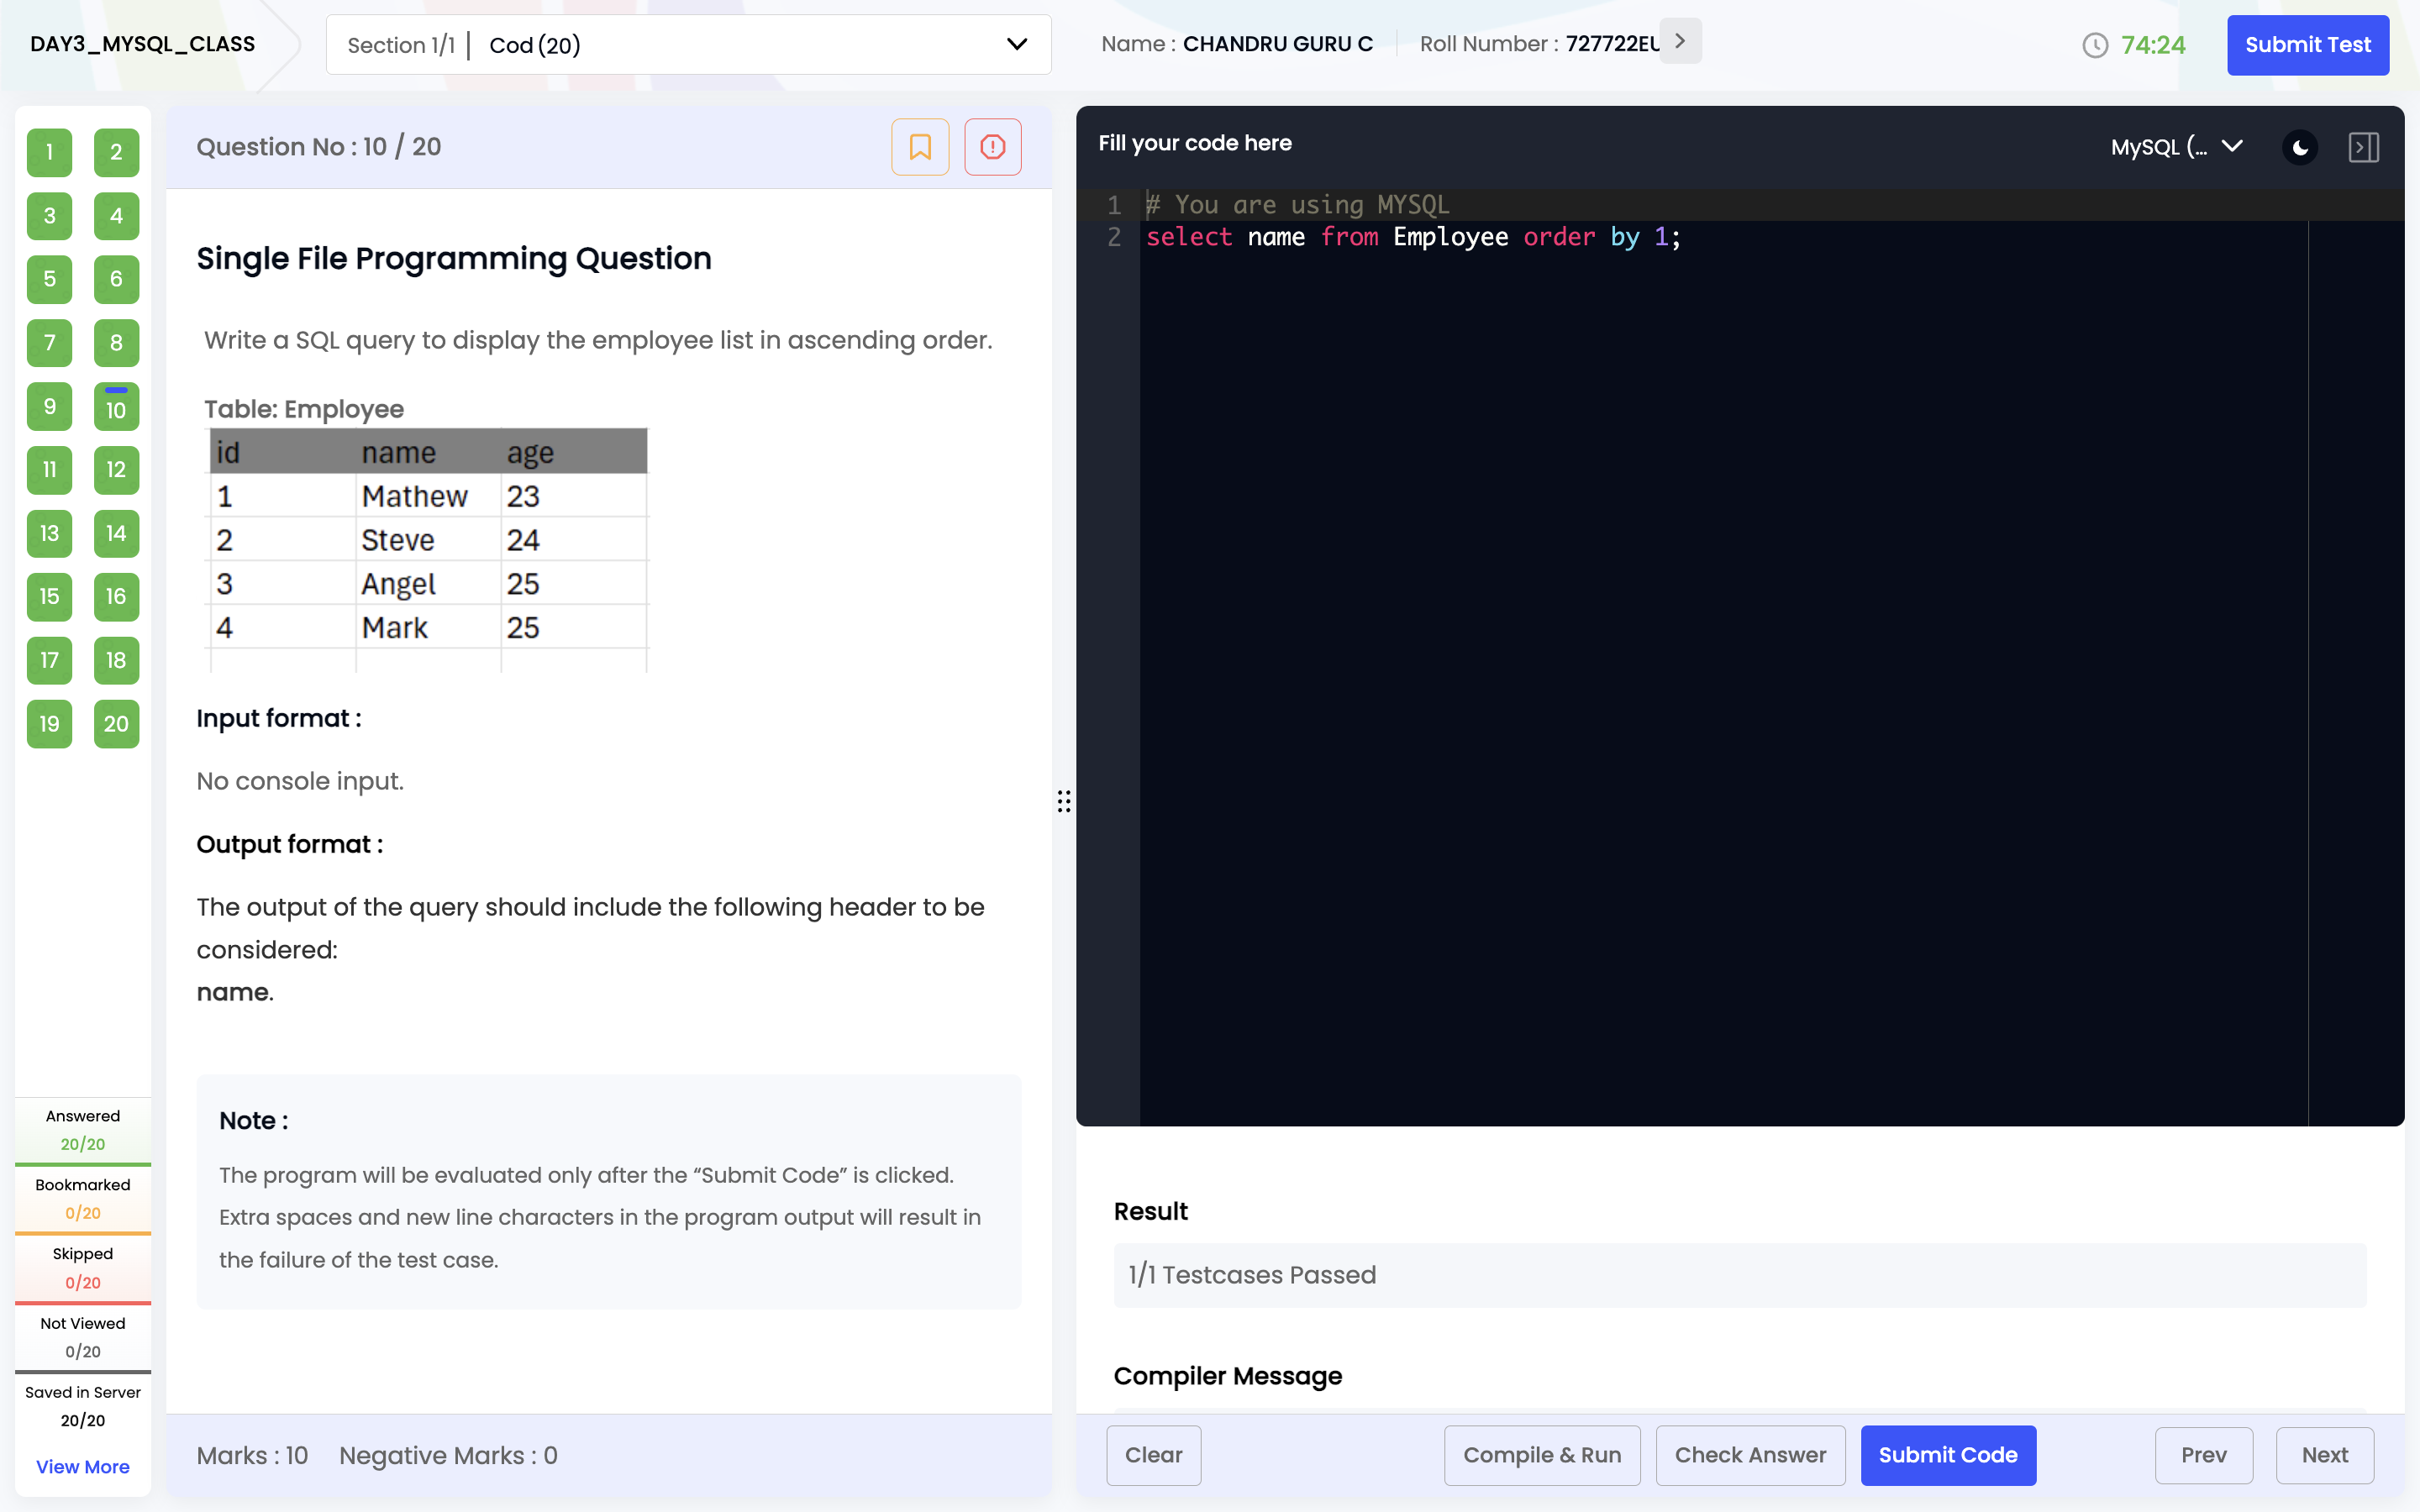 DAY3_MYSQL_CLASS
Section 1/1 | Cod (20)
Name : CHANDRU GURU C
Roll Number : 727722EU
74:24
Submit Test
1 2
3 4
5 6
7 8
9 10
11 12
13 14
15 16
17 18
19 20
Answered
20/20
Bookmarked
0/20
Skipped
0/20
Not Viewed
0/20
Saved in Server
20/20
View More
Question No : 10 / 20
Single File Programming Question
Write a SQL query to display the employee list in ascending order.
Table: Employee
id name age
1 Mathew 23
2 Steve 24
3 Angel 25
4 Mark 25
Input format :
No console input.
Output format :
The output of the query should include the following header to be
considered:
name.
Note :
The program will be evaluated only after the “Submit Code” is clicked.
Extra spaces and new line characters in the program output will result in
the failure of the test case.
Marks : 10 Negative Marks : 0
Fill your code here
MySQL (...
1 # You are using MYSQL
2 select name from Employee order by 1;
Result
1/1 Testcases Passed
Compiler Message
Clear
Compile & Run
Check Answer
Submit Code
Prev
Next